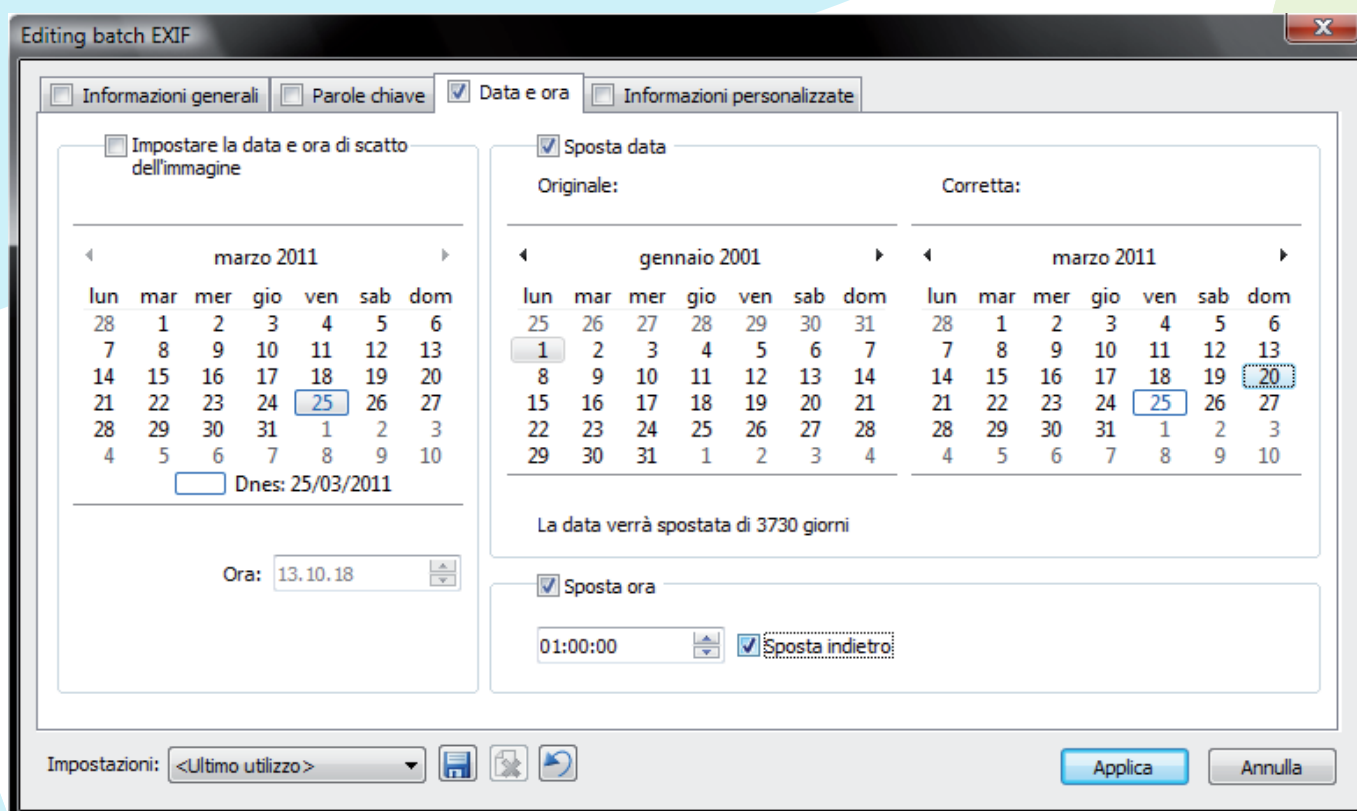 Editing batch EXIF
x
Informazioni generali Parole chiave Data e ora Informazioni personalizzate
Impostare la data e ora di scatto
dell'immagine
marzo 2011
lun mar mer gio ven sab dom
28 1 2 3 4 5 6
7 8 9 10 11 12 13
14 15 16 17 18 19 20
21 22 23 24 25 26 27
28 29 30 31 1 2 3
4 5 6 7 8 9 10
Dnes: 25/03/2011
Ora: 13.10.18
Sposta data
Originale:
gennaio 2001
lun mar mer gio ven sab dom
25 26 27 28 29 30 31
1 2 3 4 5 6 7
8 9 10 11 12 13 14
15 16 17 18 19 20 21
22 23 24 25 26 27 28
29 30 31 1 2 3 4
Corretta:
marzo 2011
lun mar mer gio ven sab dom
28 1 2 3 4 5 6
7 8 9 10 11 12 13
14 15 16 17 18 19 20
21 22 23 24 25 26 27
28 29 30 31 1 2 3
4 5 6 7 8 9 10
La data verrà spostata di 3730 giorni
Sposta ora
01:00:00 Sposta indietro
Impostazioni: <Ultimo utilizzo> Applica Annulla